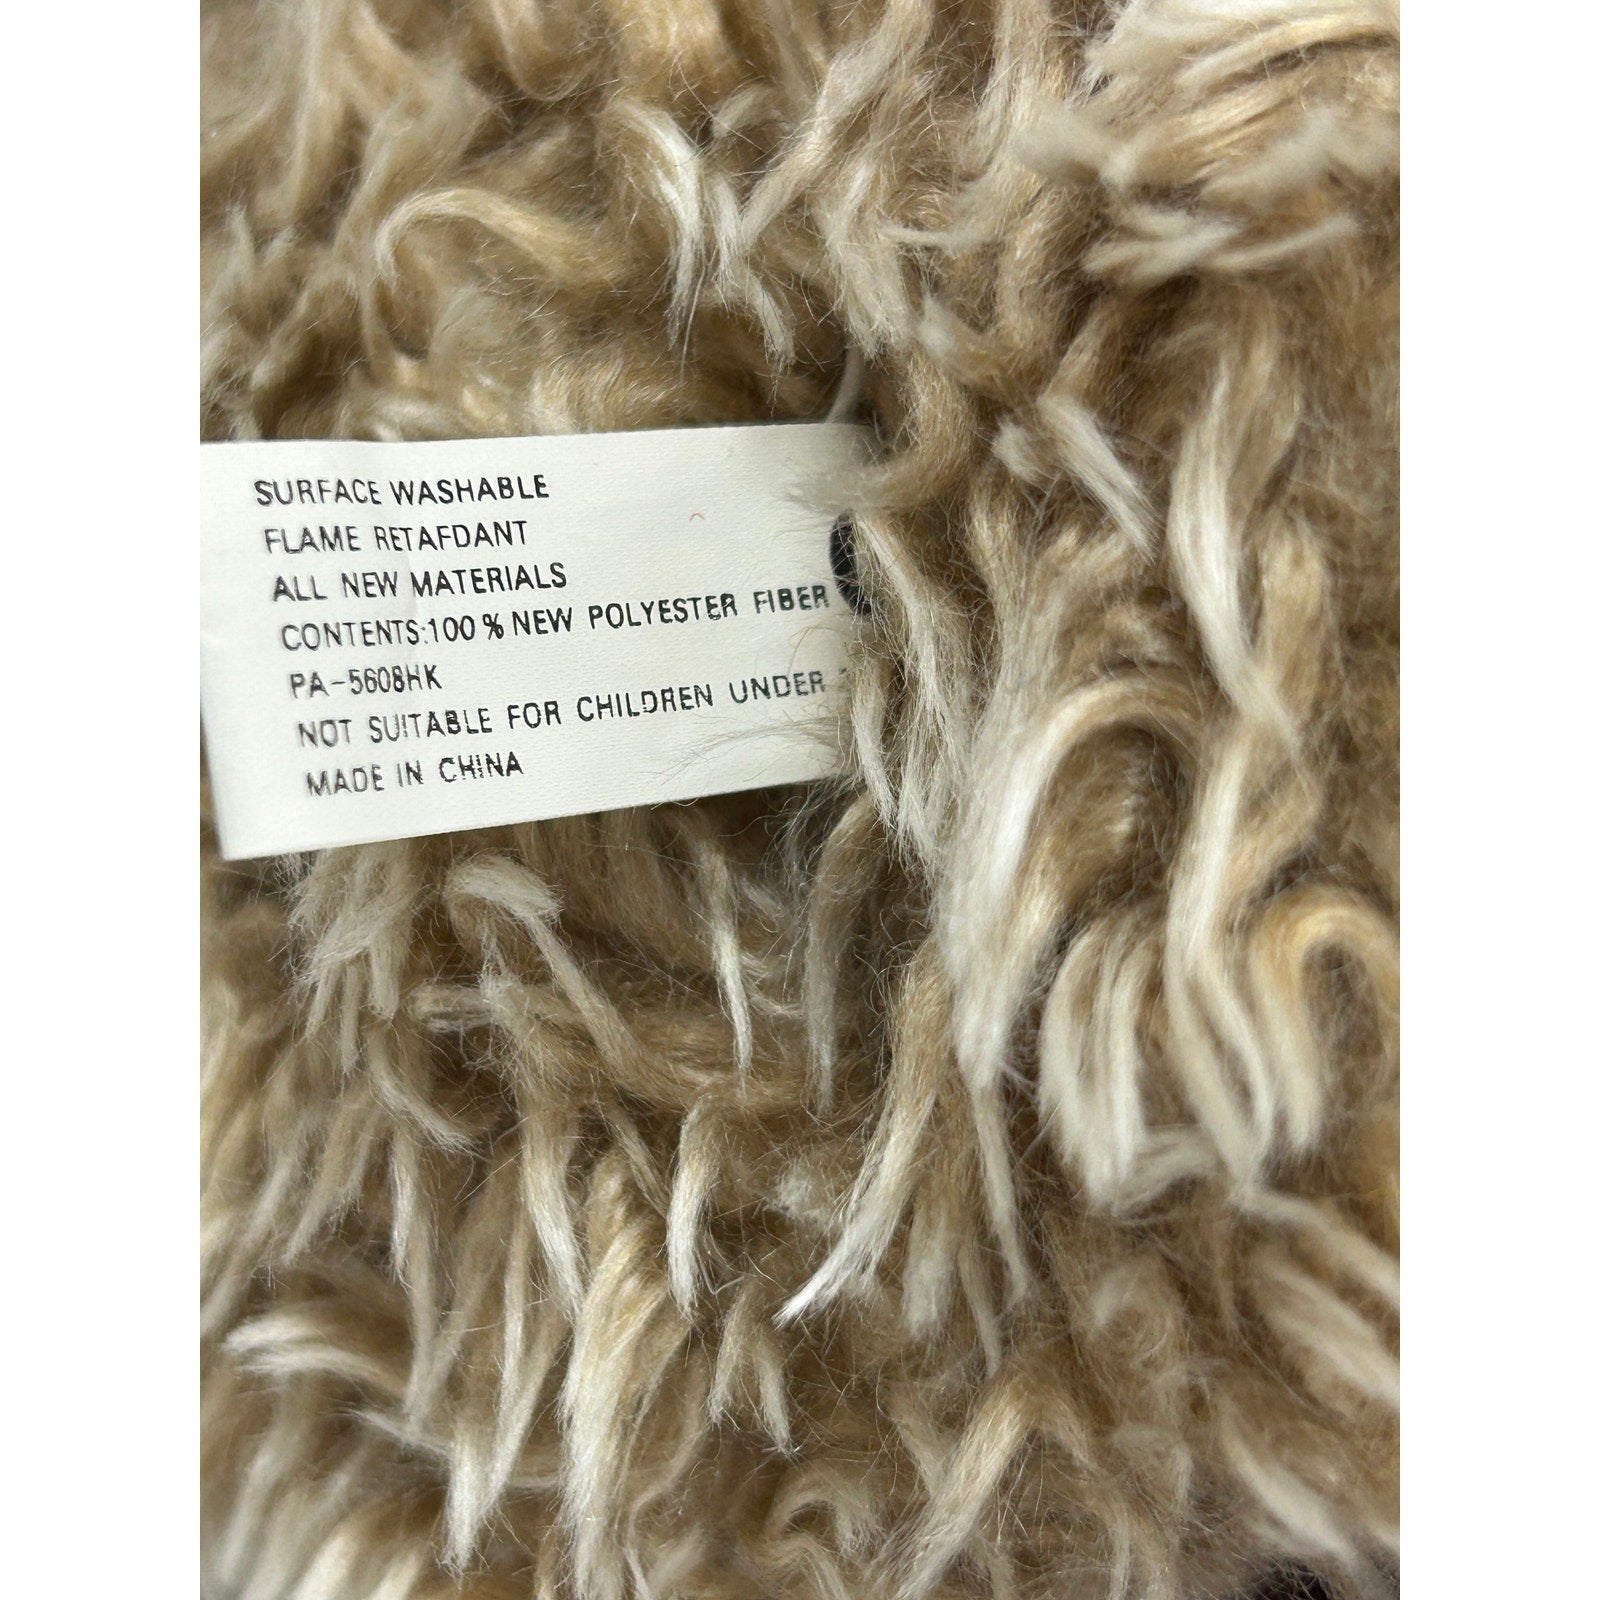 SURFACE WASHABLE
FLAME RETAFDANT
ALL NEW MATERIALS
CONTENTS:100 % NEW POLYESTER FIBER
PA-5608HK
NOT SUITABLE FOR CHILDREN UNDER
MADE IN CHINA